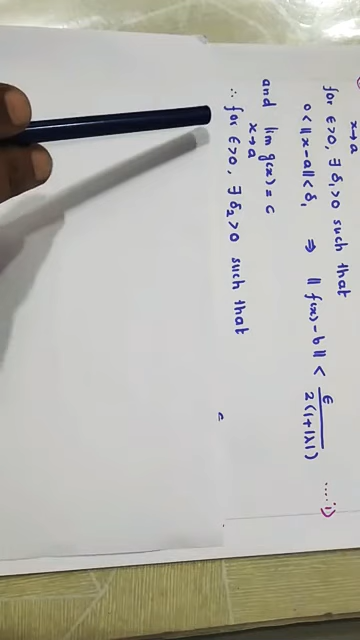 x→a
for ∈>0, ∃ δ₁>0 such that
0<||x-a||<δ₁ ⇒ ||f(x)-b|| < ∈/2(1+|λ|) ....i)
and lim g(x) = c
x→a
∴ for ∈>0, ∃ δ₂>0 such that